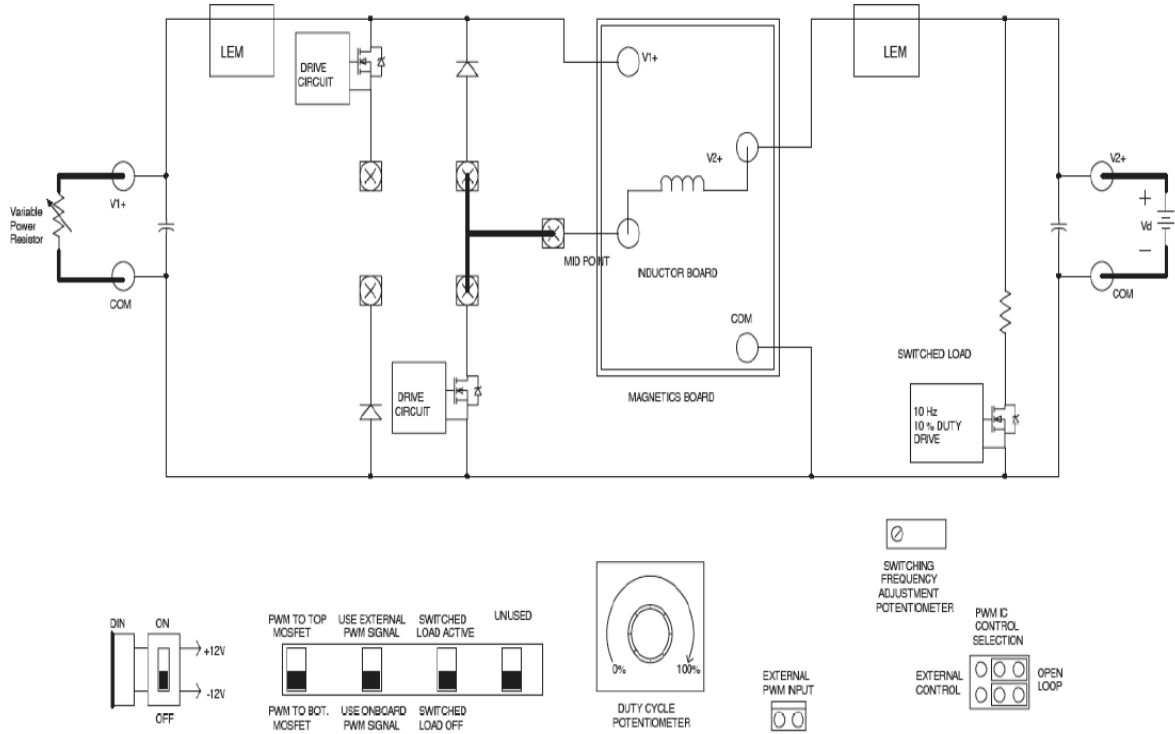 LEM
DRIVE
CIRCUIT
V1+
LEM
V2+
V1+
Variable
Power
Resistor
COM
V2+
+
Vd
−
COM
MID POINT
INDUCTOR BOARD
COM
DRIVE
CIRCUIT
MAGNETICS BOARD
SWITCHED LOAD
10 Hz
10 % DUTY
DRIVE
SWITCHING
FREQUENCY
ADJUSTMENT
POTENTIOMETER
DIN
ON
+12V
-12V
OFF
PWM TO TOP
MOSFET
USE EXTERNAL
PWM SIGNAL
SWITCHED
LOAD ACTIVE
UNUSED
PWM TO BOT.
MOSFET
USE ONBOARD
PWM SIGNAL
SWITCHED
LOAD OFF
0%
100%
DUTY CYCLE
POTENTIOMETER
EXTERNAL
PWM INPUT
PWM IC
CONTROL
SELECTION
EXTERNAL
CONTROL
OPEN
LOOP